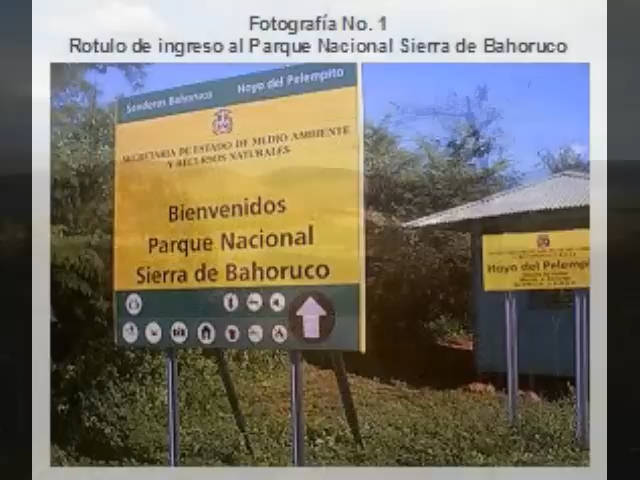 Fotografía No. 1
Rotulo de ingreso al Parque Nacional Sierra de Bahoruco
Senderos Bahoruco Hoyo del Pelempito
SECRETARIA DE ESTADO DE MEDIO AMBIENTE
Y RECURSOS NATURALES
Bienvenidos
Parque Nacional
Sierra de Bahoruco
Hoyo del Pelempi